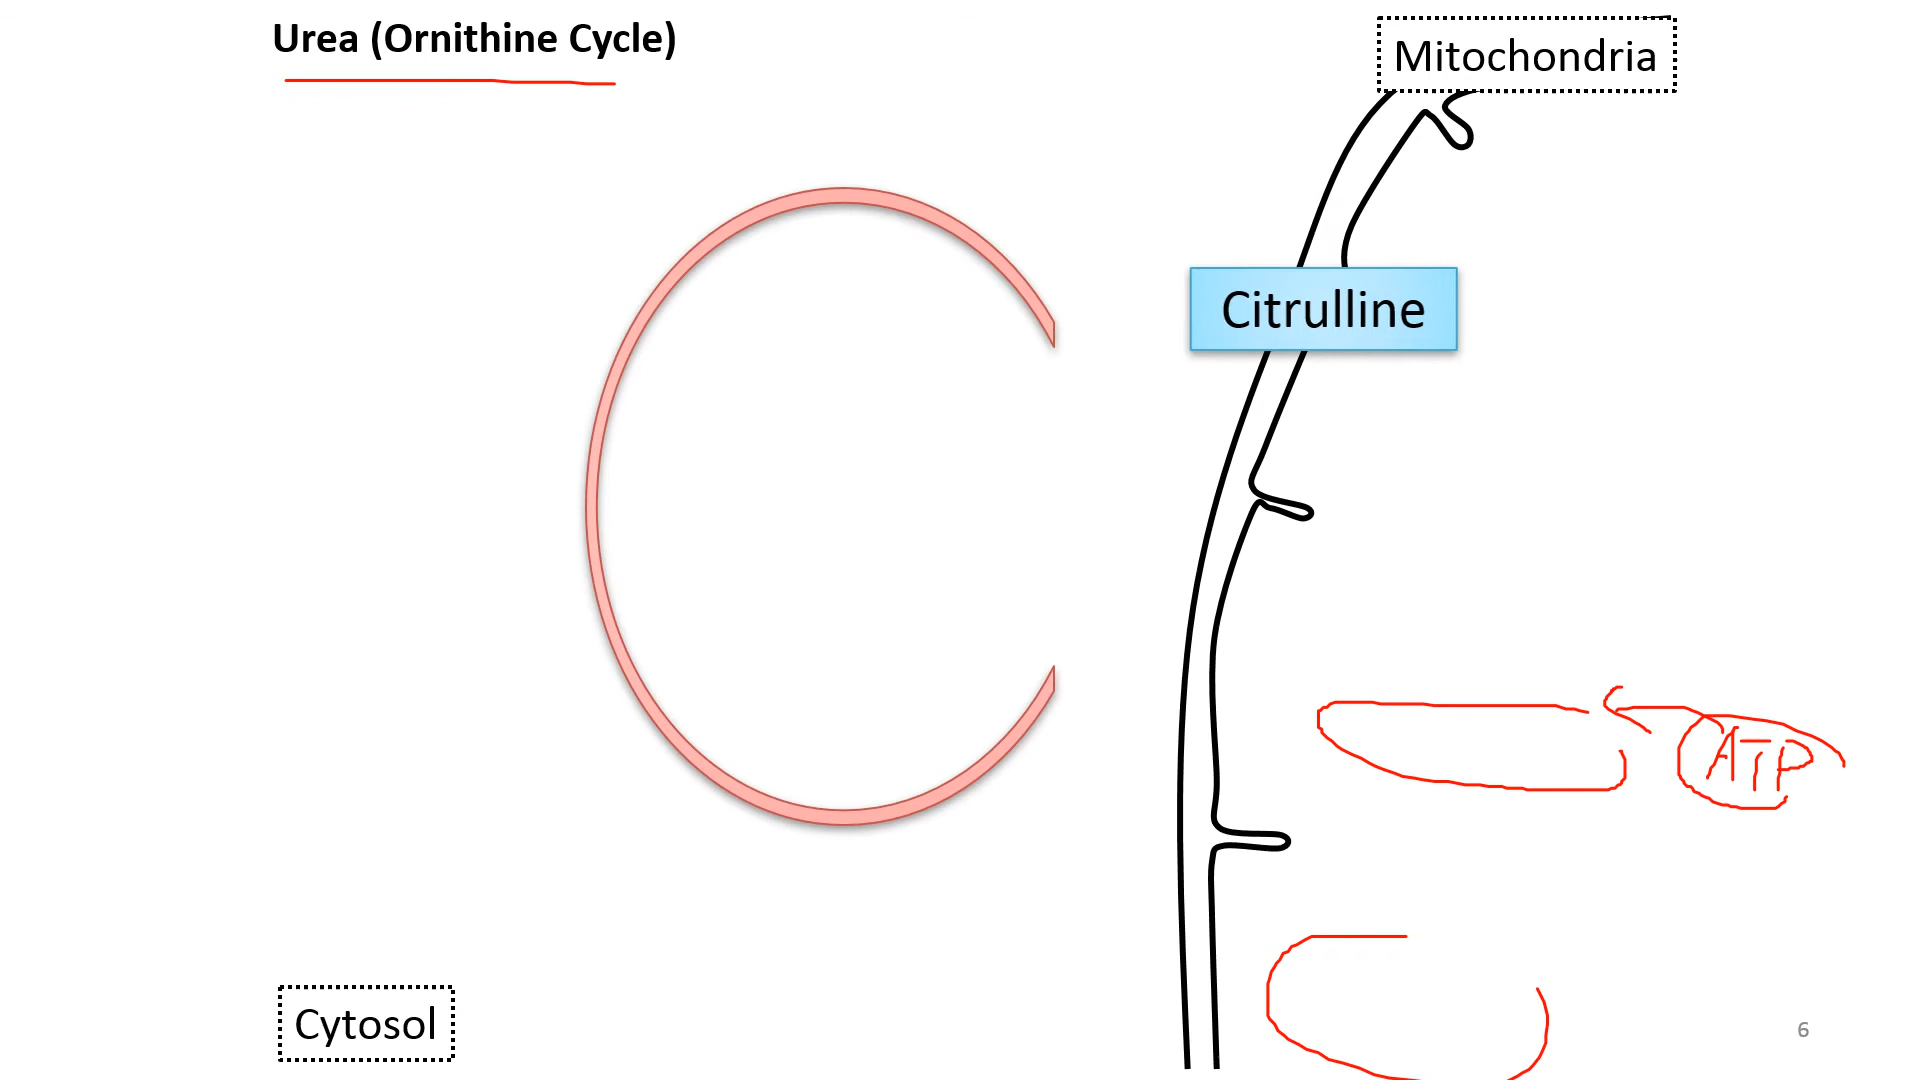 Urea (Ornithine Cycle)
Mitochondria
Citrulline
ATP
Cytosol
6